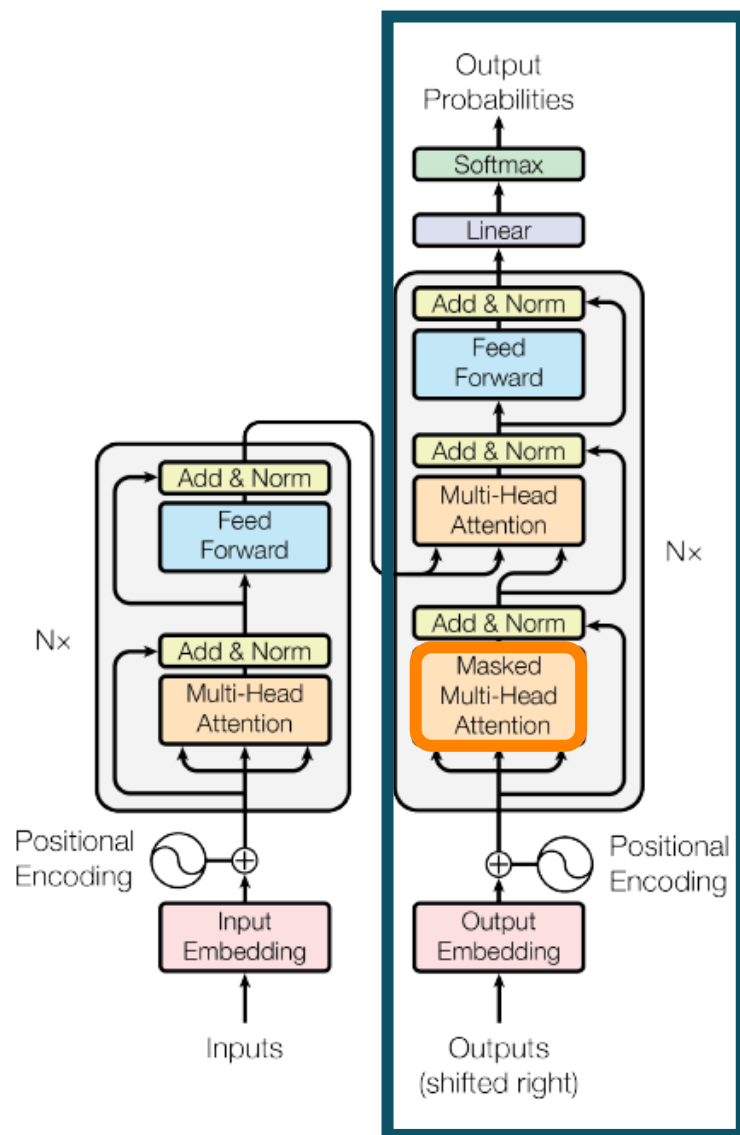 Output
Probabilities
Softmax
Linear
Add & Norm
Feed
Forward
Add & Norm
Multi-Head
Attention
Nx
Add & Norm
Masked
Multi-Head
Attention
Positional
Encoding
Output
Embedding
Outputs
(shifted right)
Add & Norm
Feed
Forward
Nx
Add & Norm
Multi-Head
Attention
Positional
Encoding
Input
Embedding
Inputs